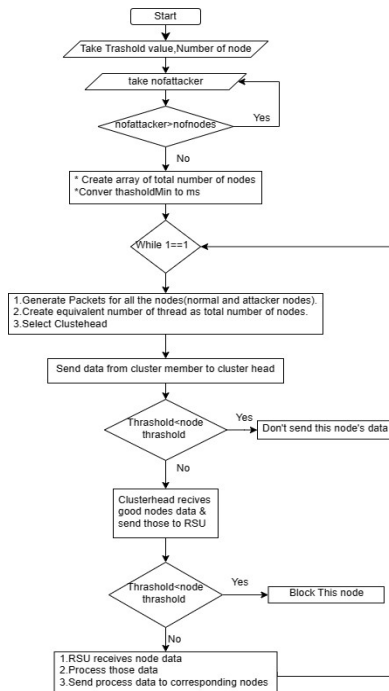 Start
Take Trashold value,Number of node
take nofattacker
nofattacker>nofnodes
Yes
No
* Create array of total number of nodes
*Conver thasholdMin to ms
While 1==1
1.Generate Packets for all the nodes(normal and attacker nodes).
2.Create equivalent number of thread as total number of nodes.
3.Select Clustehead
Send data from cluster member to cluster head
Thrashold<node
thrashold
Yes
Don't send this node's data
No
Clusterhead recives
good nodes data &
send those to RSU
Thrashold<node
thrashold
Yes
Block This node
No
1.RSU receives node data
2.Process those data
3.Send process data to corresponding nodes